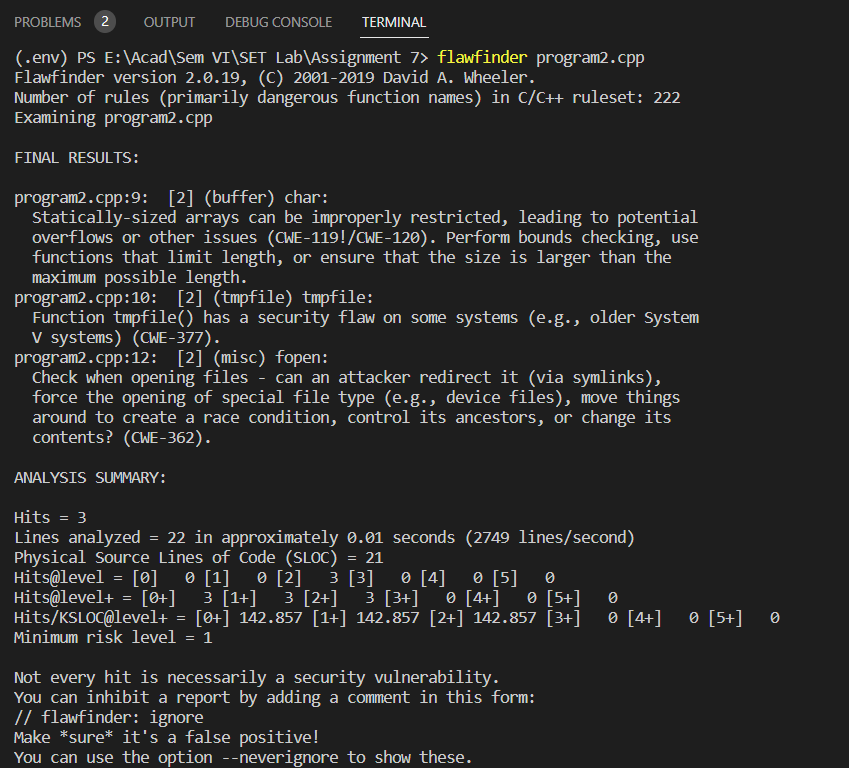 PROBLEMS 2 OUTPUT DEBUG CONSOLE TERMINAL
(.env) PS E:\Acad\Sem VI\SET Lab\Assignment 7> flawfinder program2.cpp
Flawfinder version 2.0.19, (C) 2001-2019 David A. Wheeler.
Number of rules (primarily dangerous function names) in C/C++ ruleset: 222
Examining program2.cpp
FINAL RESULTS:
program2.cpp:9:  [2] (buffer) char:
  Statically-sized arrays can be improperly restricted, leading to potential
  overflows or other issues (CWE-119!/CWE-120). Perform bounds checking, use
  functions that limit length, or ensure that the size is larger than the
  maximum possible length.
program2.cpp:10:  [2] (tmpfile) tmpfile:
  Function tmpfile() has a security flaw on some systems (e.g., older System
  V systems) (CWE-377).
program2.cpp:12:  [2] (misc) fopen:
  Check when opening files - can an attacker redirect it (via symlinks),
  force the opening of special file type (e.g., device files), move things
  around to create a race condition, control its ancestors, or change its
  contents? (CWE-362).
ANALYSIS SUMMARY:
Hits = 3
Lines analyzed = 22 in approximately 0.01 seconds (2749 lines/second)
Physical Source Lines of Code (SLOC) = 21
Hits@level = [0]   0 [1]   0 [2]   3 [3]   0 [4]   0 [5]   0
Hits@level+ = [0+]   3 [1+]   3 [2+]   3 [3+]   0 [4+]   0 [5+]   0
Hits/KSLOC@level+ = [0+] 142.857 [1+] 142.857 [2+] 142.857 [3+]   0 [4+]   0 [5+]   0
Minimum risk level = 1
Not every hit is necessarily a security vulnerability.
You can inhibit a report by adding a comment in this form:
// flawfinder: ignore
Make *sure* it's a false positive!
You can use the option --neverignore to show these.